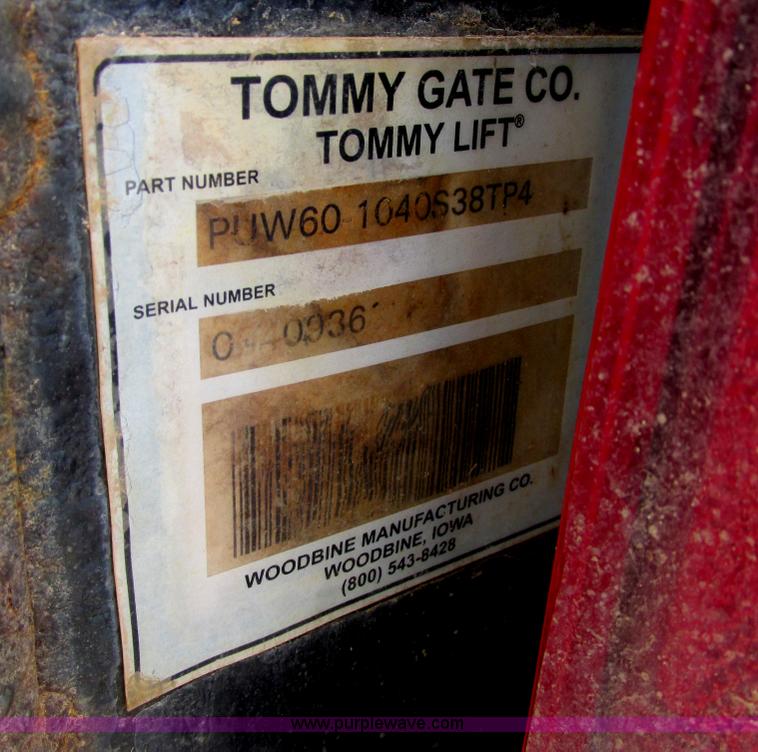 TOMMY GATE CO.
TOMMY LIFT®
PART NUMBER
PUW60-1040S38TP4
SERIAL NUMBER
WOODBINE MANUFACTURING CO.
WOODBINE, IOWA
(800) 543-8428
www.purplewave.com